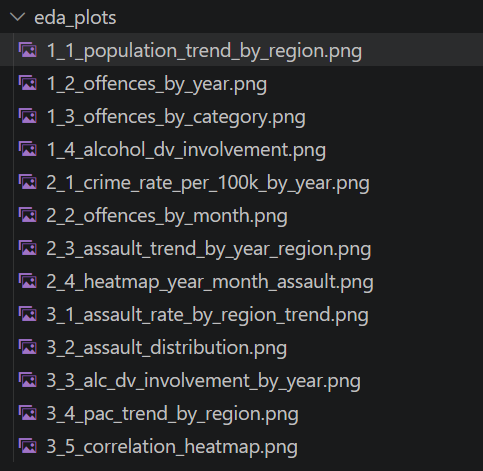 eda_plots
1_1_population_trend_by_region.png
1_2_offences_by_year.png
1_3_offences_by_category.png
1_4_alcohol_dv_involvement.png
2_1_crime_rate_per_100k_by_year.png
2_2_offences_by_month.png
2_3_assault_trend_by_year_region.png
2_4_heatmap_year_month_assault.png
3_1_assault_rate_by_region_trend.png
3_2_assault_distribution.png
3_3_alc_dv_involvement_by_year.png
3_4_pac_trend_by_region.png
3_5_correlation_heatmap.png